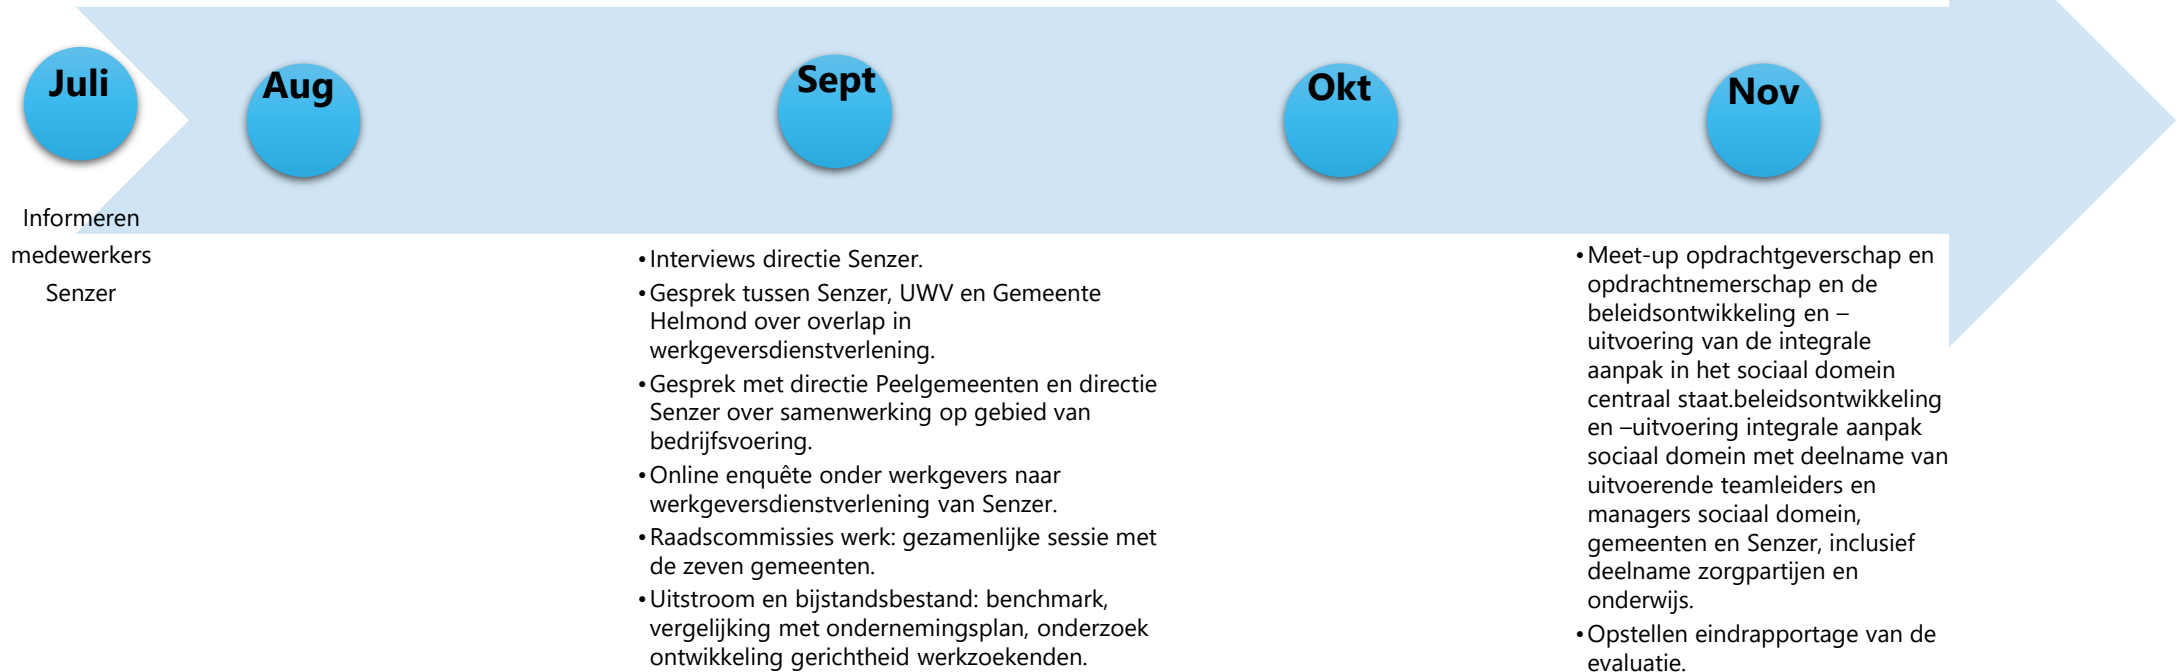 Juli
Aug
Sept
Okt
Nov
Informeren
medewerkers
Senzer
•Interviews directie Senzer.
•Gesprek tussen Senzer, UWV en Gemeente
Helmond over overlap in
werkgeversdienstverlening.
•Gesprek met directie Peelgemeenten en directie
Senzer over samenwerking op gebied van
bedrijfsvoering.
•Online enquête onder werkgevers naar
werkgeversdienstverlening van Senzer.
•Raadscommissies werk: gezamenlijke sessie met
de zeven gemeenten.
•Uitstroom en bijstandsbestand: benchmark,
vergelijking met ondernemingsplan, onderzoek
ontwikkeling gerichtheid werkzoekenden.
•Meet-up opdrachtgeverschap en
opdrachtnemerschap en de
beleidsontwikkeling en –
uitvoering van de integrale
aanpak in het sociaal domein
centraal staat.beleidsontwikkeling
en –uitvoering integrale aanpak
sociaal domein met deelname van
uitvoerende teamleiders en
managers sociaal domein,
gemeenten en Senzer, inclusief
deelname zorgpartijen en
onderwijs.
•Opstellen eindrapportage van de
evaluatie.